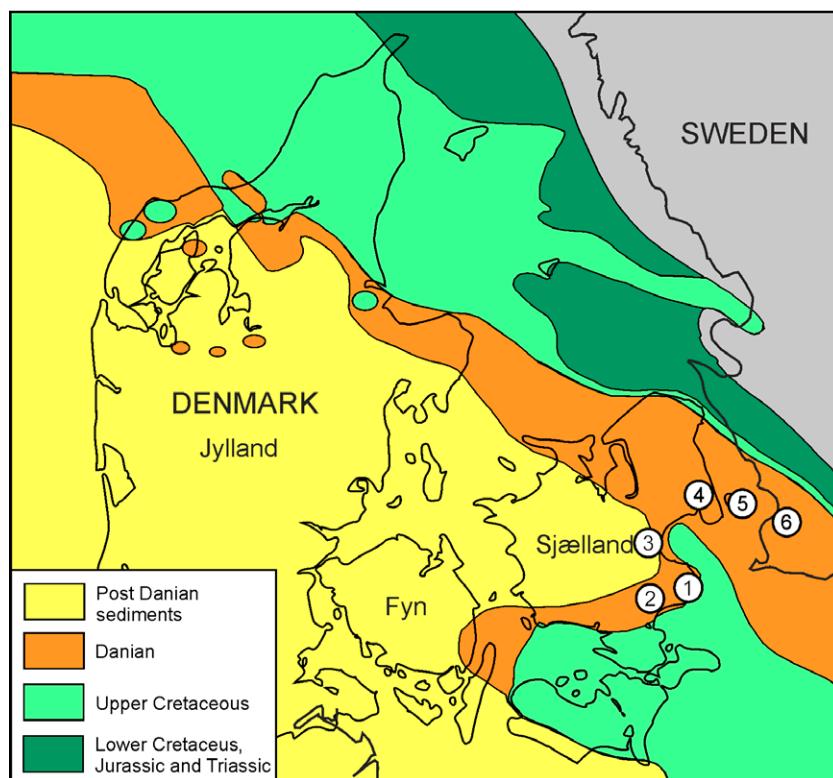 SWEDEN
DENMARK
Jylland
Sjælland
Fyn
4
5
6
3
1
2
Post Danian
sediments
Danian
Upper Cretaceous
Lower Cretaceus,
Jurassic and Triassic